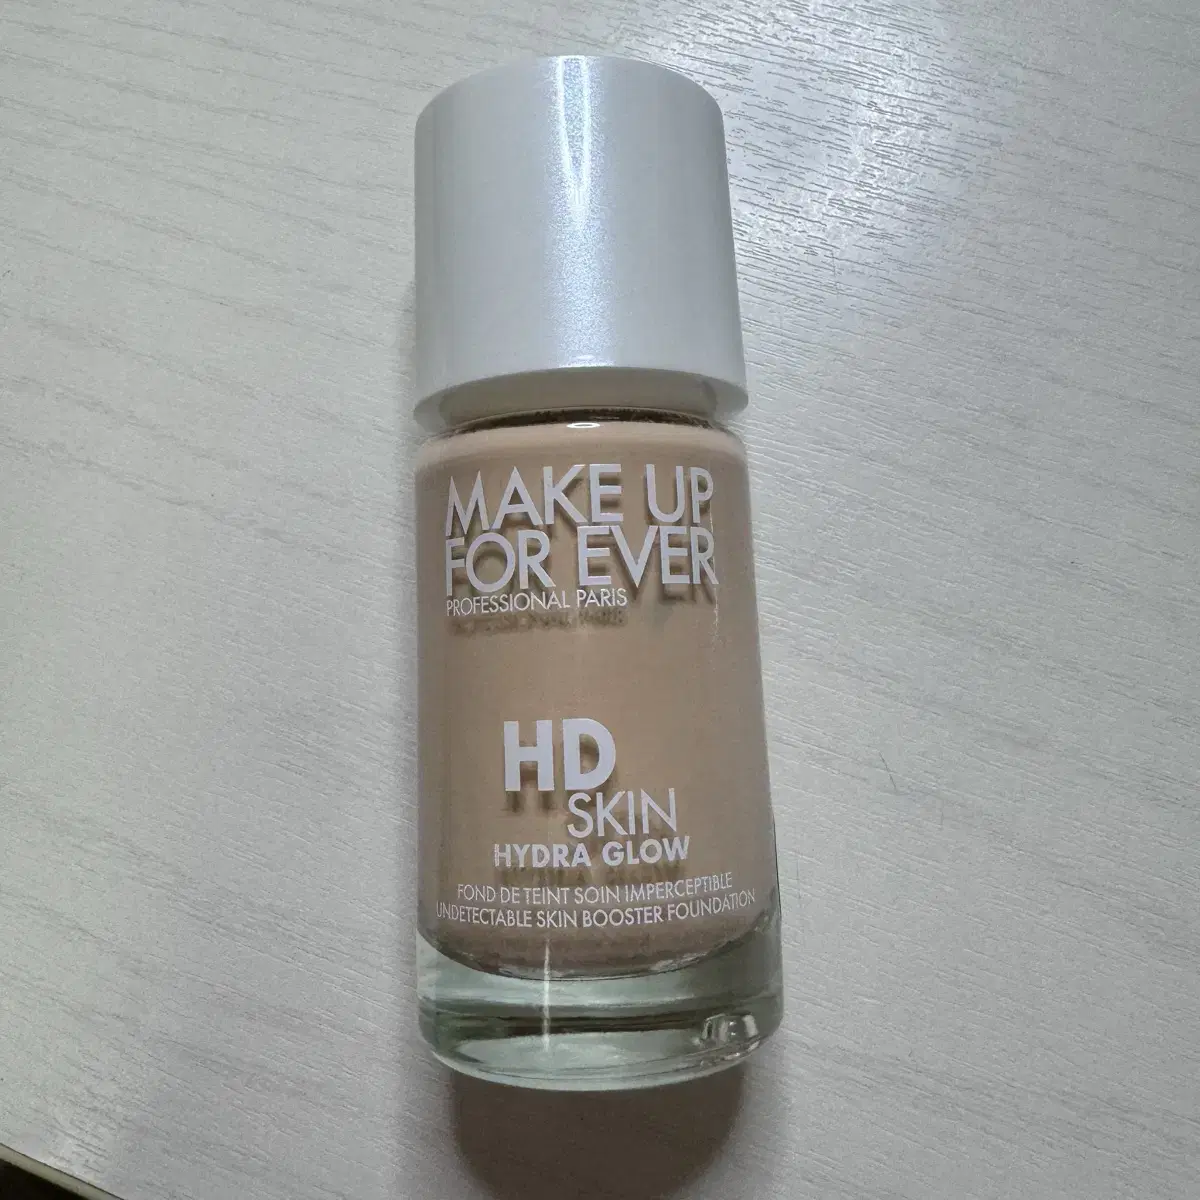 MAKE UP
FOR EVER
PROFESSIONAL PARIS
HD
SKIN
HYDRA GLOW
FOND DE TEINT SOIN IMPERCEPTIBLE
UNDETECTABLE SKIN BOOSTER FOUNDATION